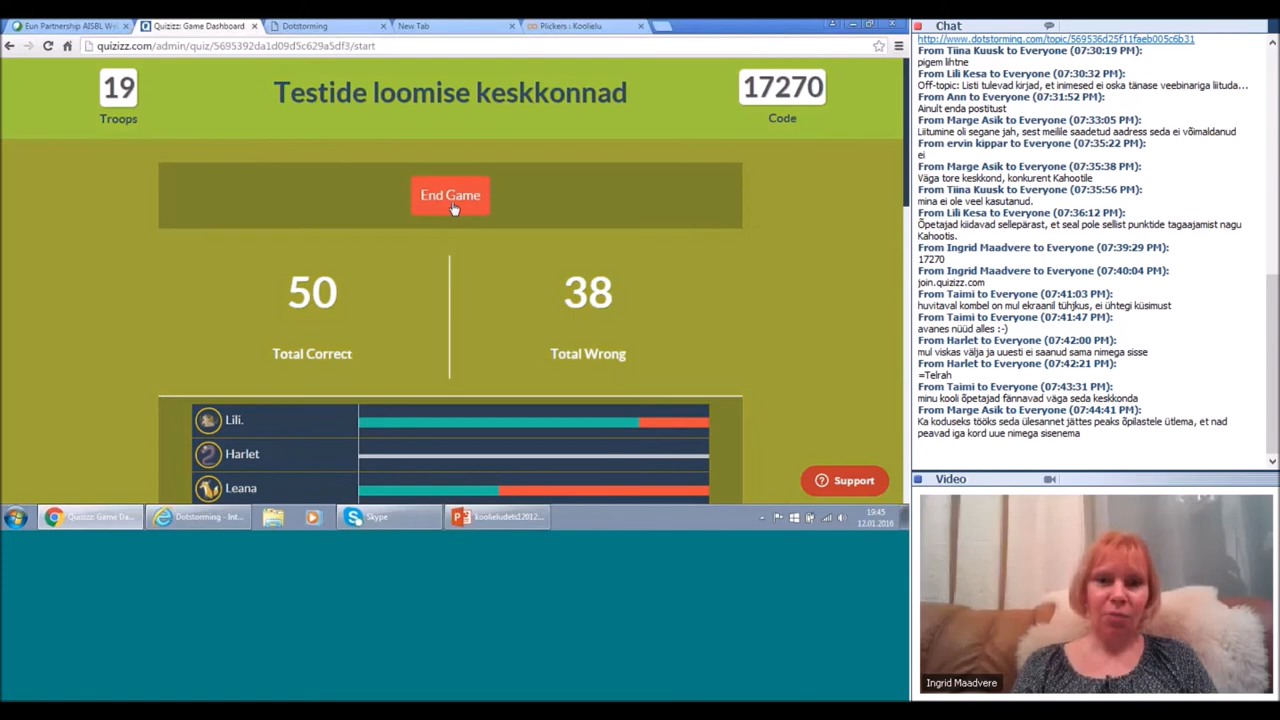 Eun Partnership AISBL W
Quizizz: Game Dashboard
Dotstorming
New Tab
Plickers : Koolielu
quizizz.com/admin/quiz/5695392da1d09d5c629a5df3/start
19
Troops
Testide loomise keskkonnad
17270
Code
End Game
50
Total Correct
38
Total Wrong
Lili.
Harlet
Leana
Support
Quizizz: Game Da...
Dotstorming - Int...
Skype
koolieludets12012...
19:45
12.01.2016
Chat
http://www.dotstorming.com/topic/569536d25f11faeb005c6b31
From Tiina Kuusk to Everyone (07:30:19 PM):
pigem lihtne
From Lili Kesa to Everyone (07:30:32 PM):
Off-topic: Listi tulevad kirjad, et inimesed ei oska tänase veebinariga liituda...
From Ann to Everyone (07:31:52 PM):
Ainult enda postitust
From Marge Asik to Everyone (07:33:05 PM):
Liitumine oli segane jah, sest meilile saadetud aadress seda ei võimaldanud
From ervin kippar to Everyone (07:35:22 PM):
ei
From Marge Asik to Everyone (07:35:38 PM):
Väga tore keskkond, konkurent Kahootile
From Tiina Kuusk to Everyone (07:35:56 PM):
mina ei ole veel kasutanud.
From Lili Kesa to Everyone (07:36:12 PM):
Õpetajad kiidavad sellepärast, et seal pole sellist punktide tagaajamist nagu
Kahootis.
From Ingrid Maadvere to Everyone (07:39:29 PM):
17270
From Ingrid Maadvere to Everyone (07:40:04 PM):
join.quizizz.com
From Taimi to Everyone (07:41:03 PM):
huvitaval kombel on mul ekraanil tühjkus, ei ühtegi küsimust
From Taimi to Everyone (07:41:47 PM):
avanes nüüd alles :-)
From Harlet to Everyone (07:42:00 PM):
mul viskas välja ja uuesti ei saanud sama nimega sisse
From Harlet to Everyone (07:42:21 PM):
=Telrah
From Taimi to Everyone (07:43:31 PM):
minu kooli õpetajad fännavad väga seda keskkonda
From Marge Asik to Everyone (07:44:41 PM):
Ka koduseks tööks seda ülesannet jättes peaks õpilastele ütlema, et nad
peavad iga kord uue nimega sisenema
Video
Ingrid Maadvere